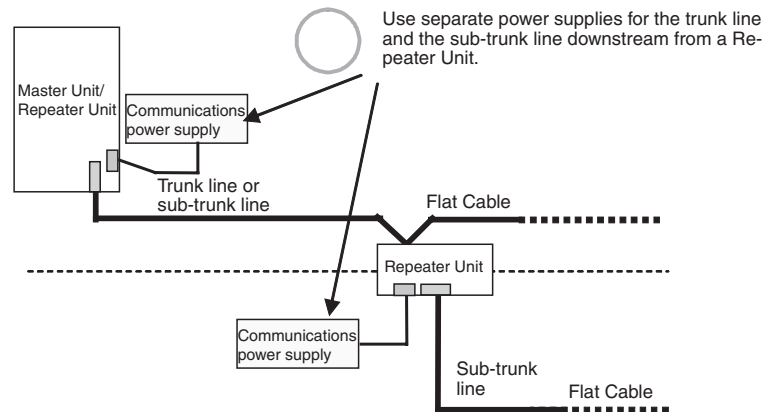 Use separate power supplies for the trunk line
and the sub-trunk line downstream from a Re-
peater Unit.
Master Unit/
Repeater Unit
Communications
power supply
Trunk line or
sub-trunk line
Flat Cable
Repeater Unit
Communications
power supply
Sub-trunk
line
Flat Cable